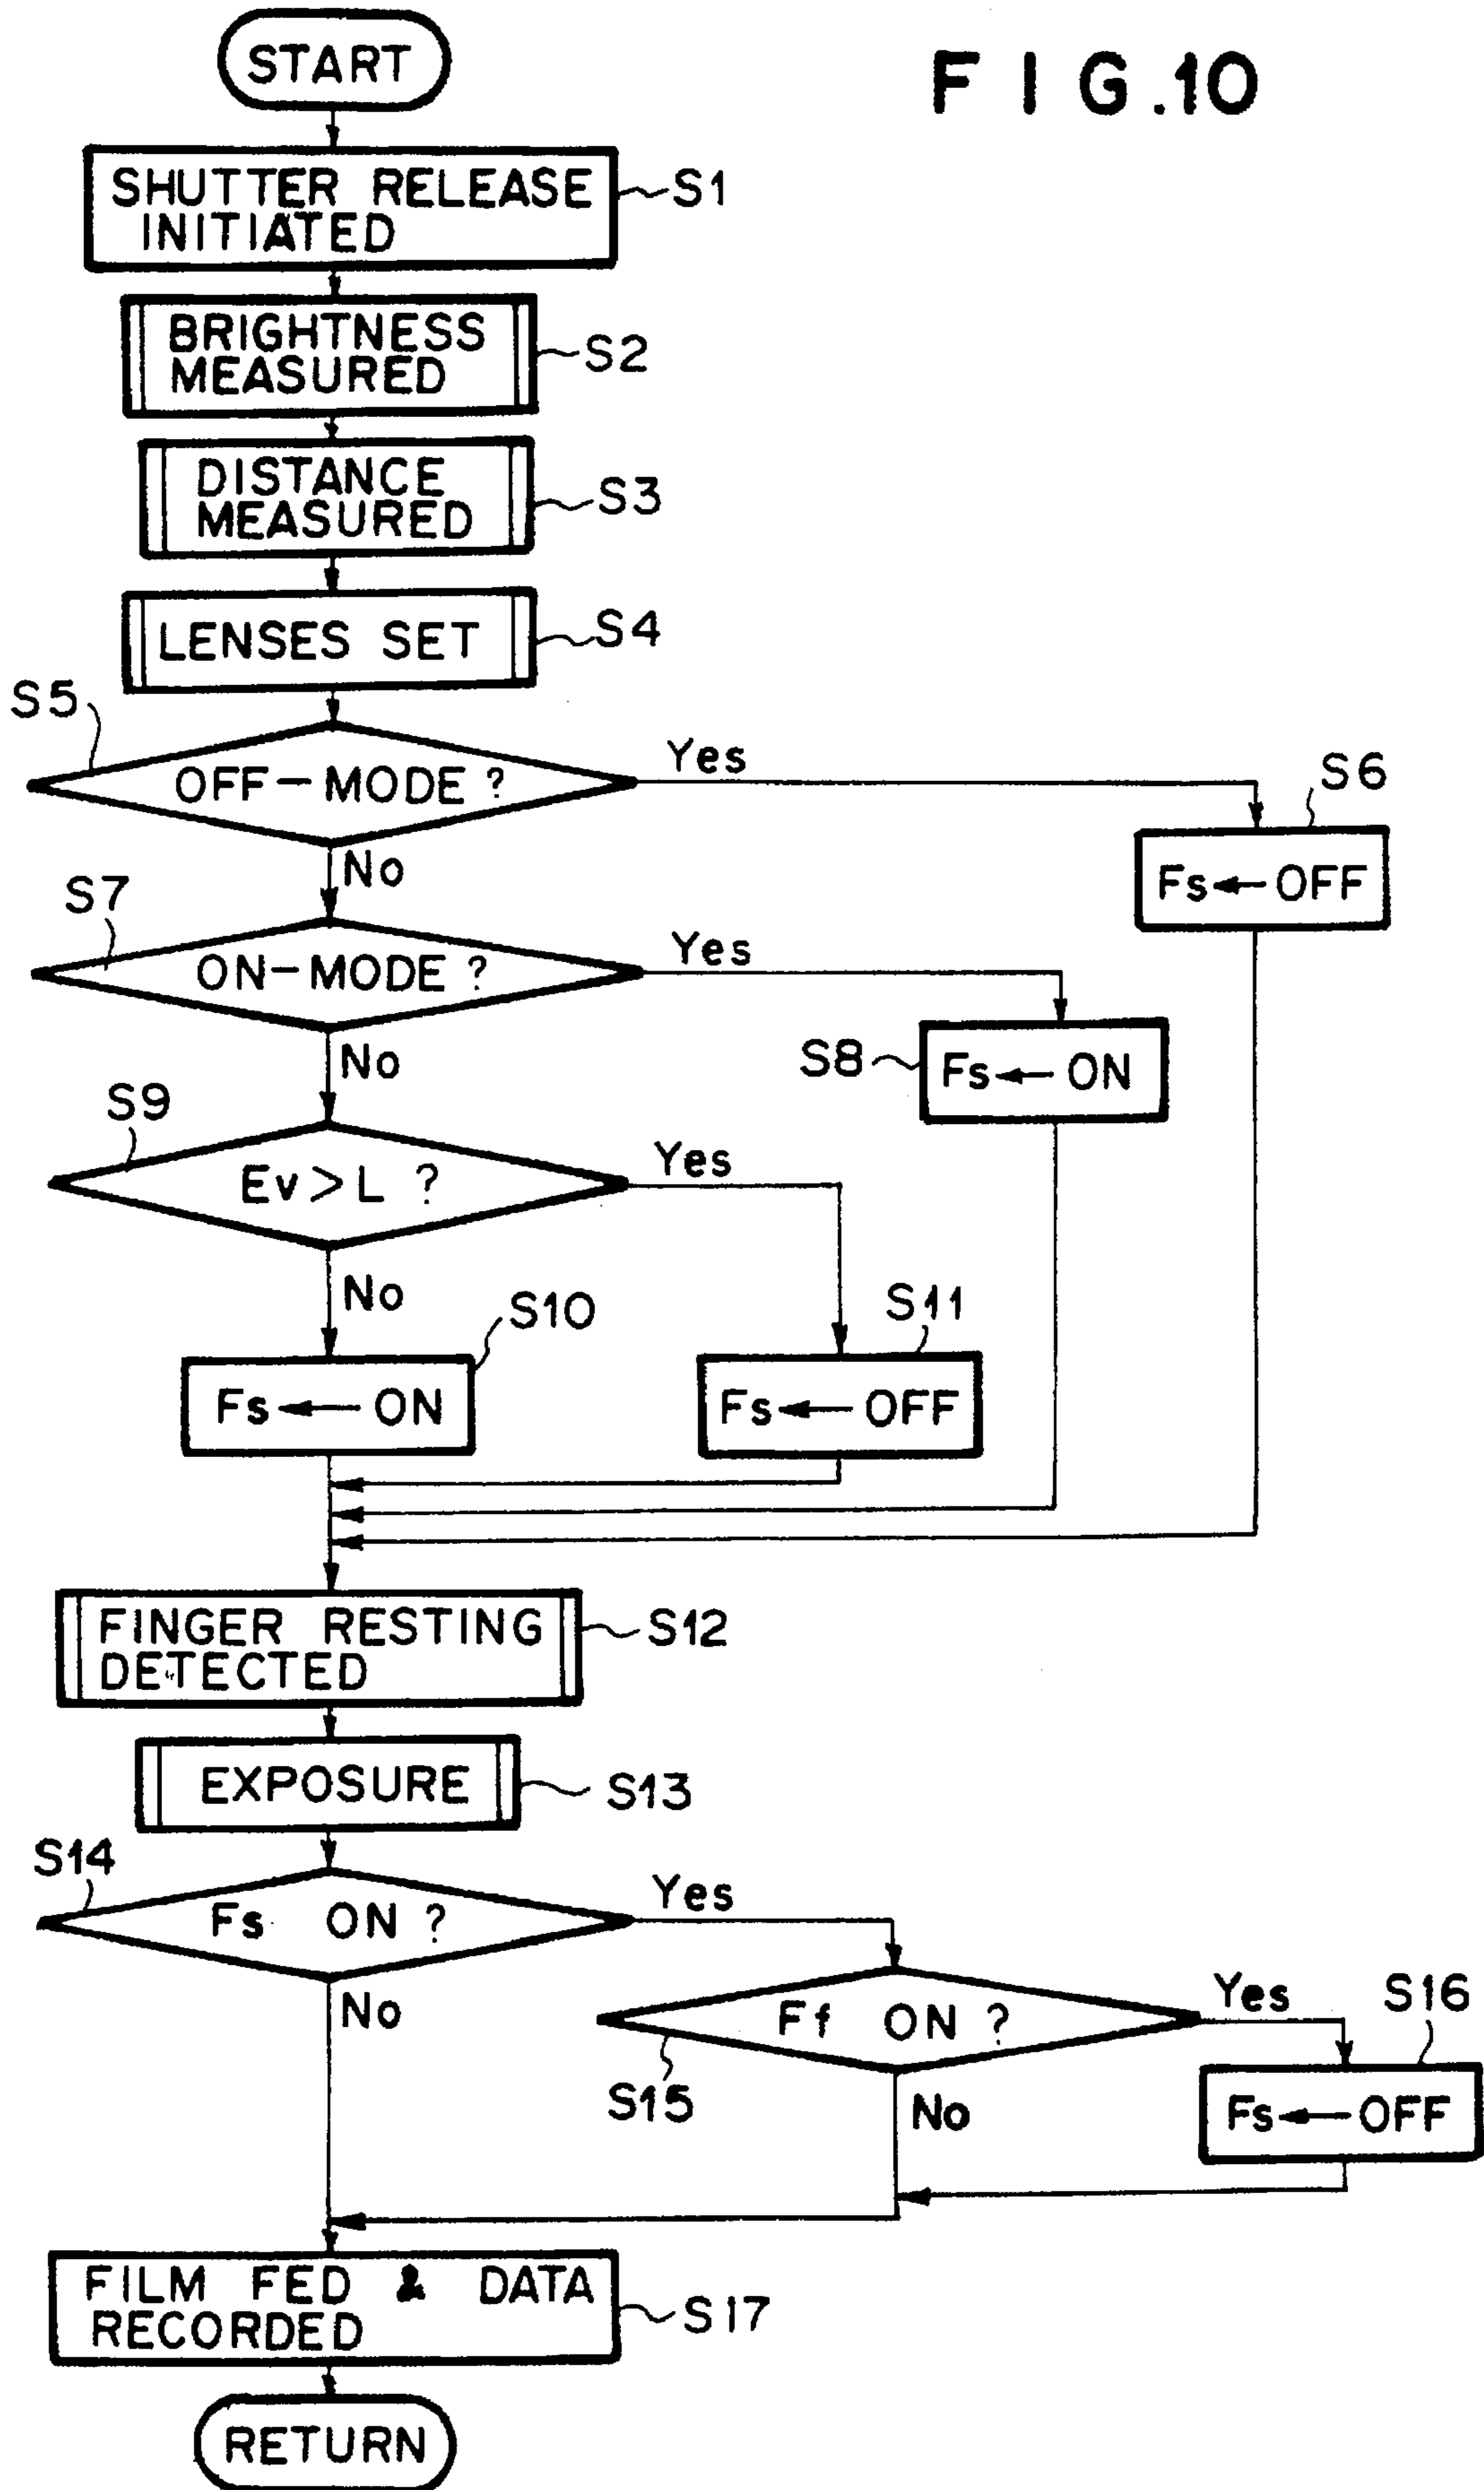 FIG.10
START
SHUTTER RELEASE
INITIATED
S1
BRIGHTNESS
MEASURED
S2
DISTANCE
MEASURED
S3
LENSES SET
S4
S5
OFF-MODE ?
Yes
S6
Fs ← OFF
No
S7
ON-MODE ?
Yes
S8
Fs ← ON
No
S9
Ev > L ?
Yes
No
S10
S11
Fs ← ON
Fs ← OFF
FINGER RESTING
DETECTED
S12
EXPOSURE
S13
S14
Fs ON ?
Yes
No
Ff ON ?
Yes
S16
S15
No
Fs ← OFF
FILM FED & DATA
RECORDED
S17
RETURN